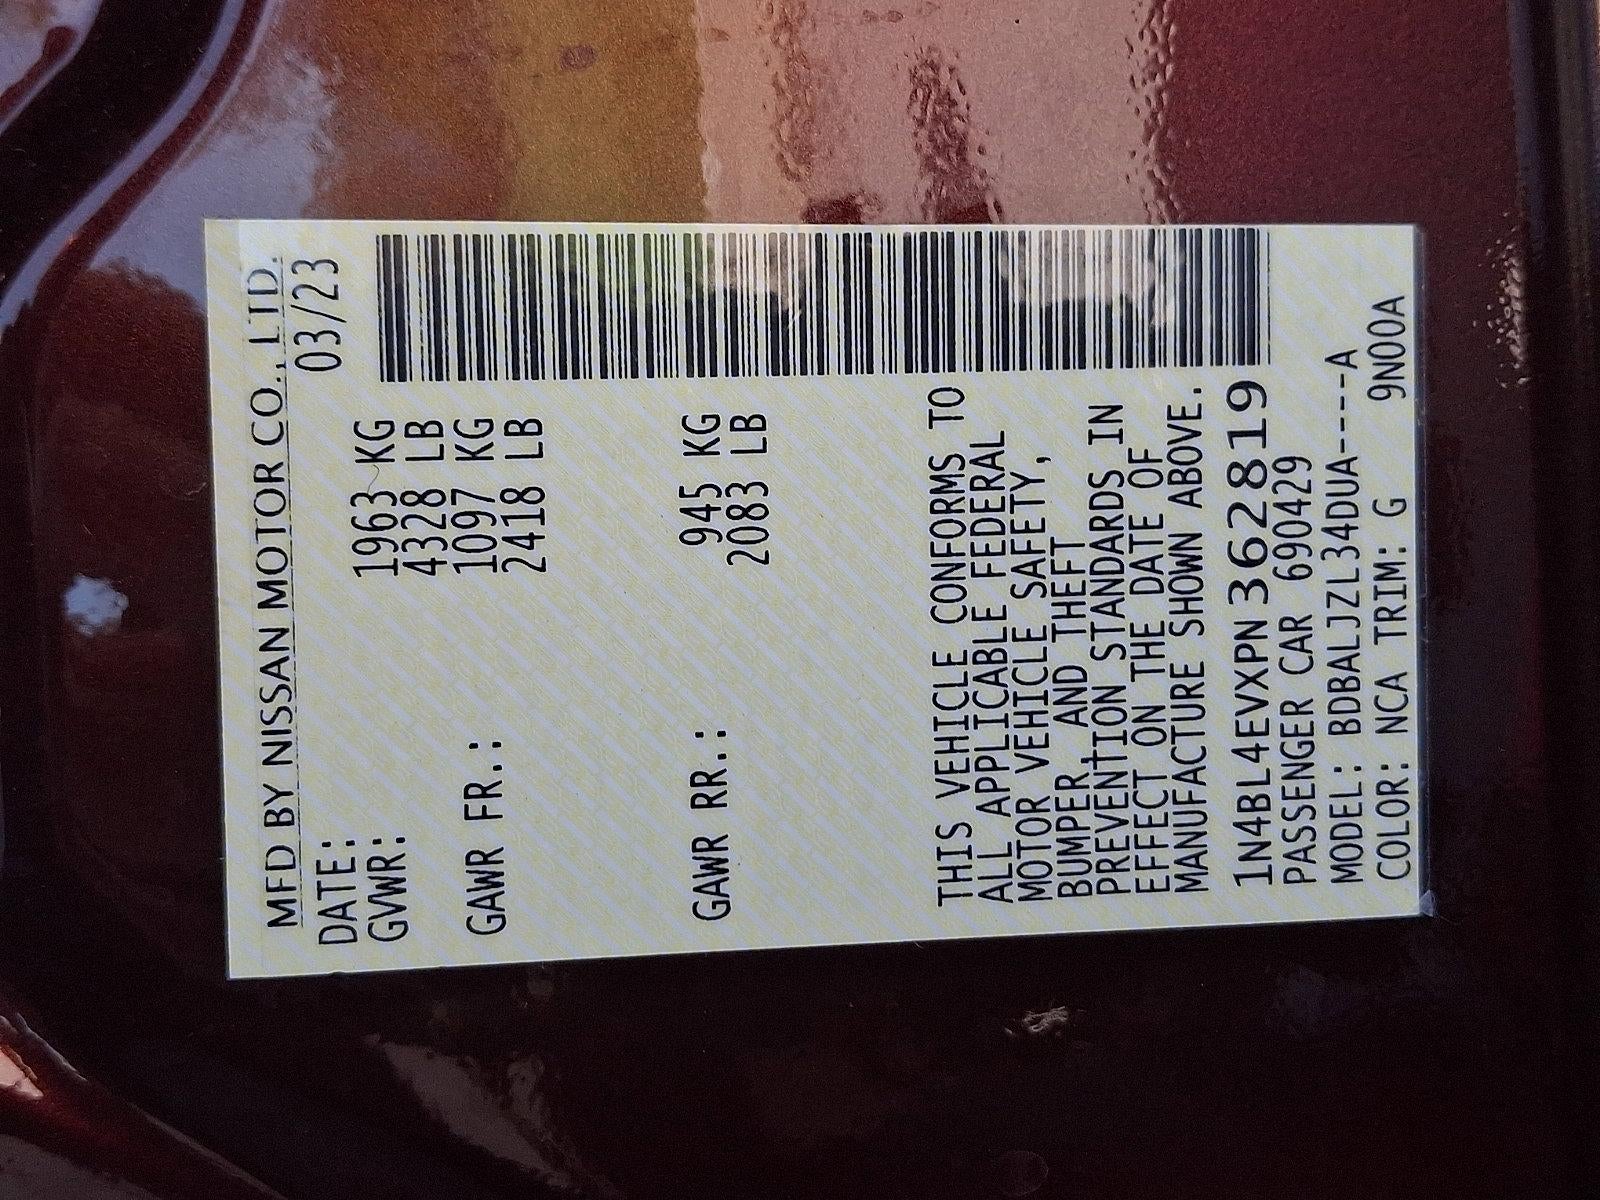 MFD BY NISSAN MOTOR CO., LTD.
DATE: 03/23
GVWR: 1963 KG
4328 LB
GAWR FR.: 1097 KG
2418 LB
GAWR RR.: 945 KG
2083 LB
THIS VEHICLE CONFORMS TO
ALL APPLICABLE FEDERAL
MOTOR VEHICLE SAFETY,
BUMPER, AND THEFT
PREVENTION STANDARDS IN
EFFECT ON THE DATE OF
MANUFACTURE SHOWN ABOVE.
1N4BL4EVXPN362819
PASSENGER CAR 690429
MODEL: BDBALJZL34DUA----A
COLOR: NCA TRIM: G 9N00A